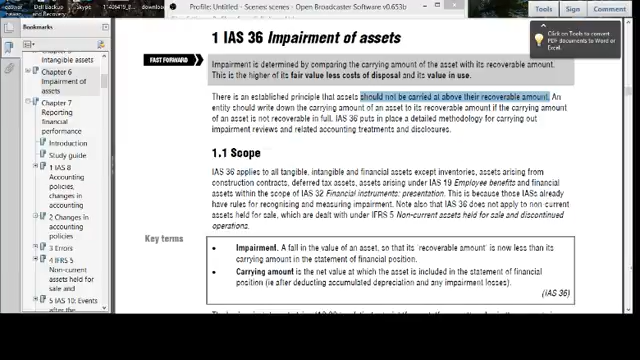 Profile: Untitled - Scenes: scenes - Open Broadcaster Software v0.653b
Dell Backup
Skype
11406419_8...
download...
Tools
Sign
Comment
Bookmarks
Click on Tools to convert
PDF documents to Word or
Excel.
Intangible
assets
Chapter 6
Impairment of
assets
Chapter 7
Reporting
financial
performance
Introduction
Study guide
1 IAS 8
Accounting
policies,
changes in
accounting
2 Changes in
accounting
policies
3 Errors
4 IFRS 5
Non-current
assets held for
sale and
5 IAS 10: Events
1 IAS 36 Impairment of assets
FAST FORWARD
Impairment is determined by comparing the carrying amount of the asset with its recoverable amount.
This is the higher of its fair value less costs of disposal and its value in use.
There is an established principle that assets should not be carried at above their recoverable amount. An
entity should write down the carrying amount of an asset to its recoverable amount if the carrying amount
of an asset is not recoverable in full. IAS 36 puts in place a detailed methodology for carrying out
impairment reviews and related accounting treatments and disclosures.
1.1 Scope
IAS 36 applies to all tangible, intangible and financial assets except inventories, assets arising from
construction contracts, deferred tax assets, assets arising under IAS 19 Employee benefits and financial
assets within the scope of IAS 32 Financial instruments: presentation. This is because those IASs already
have rules for recognising and measuring impairment. Note also that IAS 36 does not apply to non-current
assets held for sale, which are dealt with under IFRS 5 Non-current assets held for sale and discontinued
operations.
Key terms
• Impairment. A fall in the value of an asset, so that its 'recoverable amount' is now less than its
carrying amount in the statement of financial position.
• Carrying amount is the net value at which the asset is included in the statement of financial
position (ie after deducting accumulated depreciation and any impairment losses).
(IAS 36)